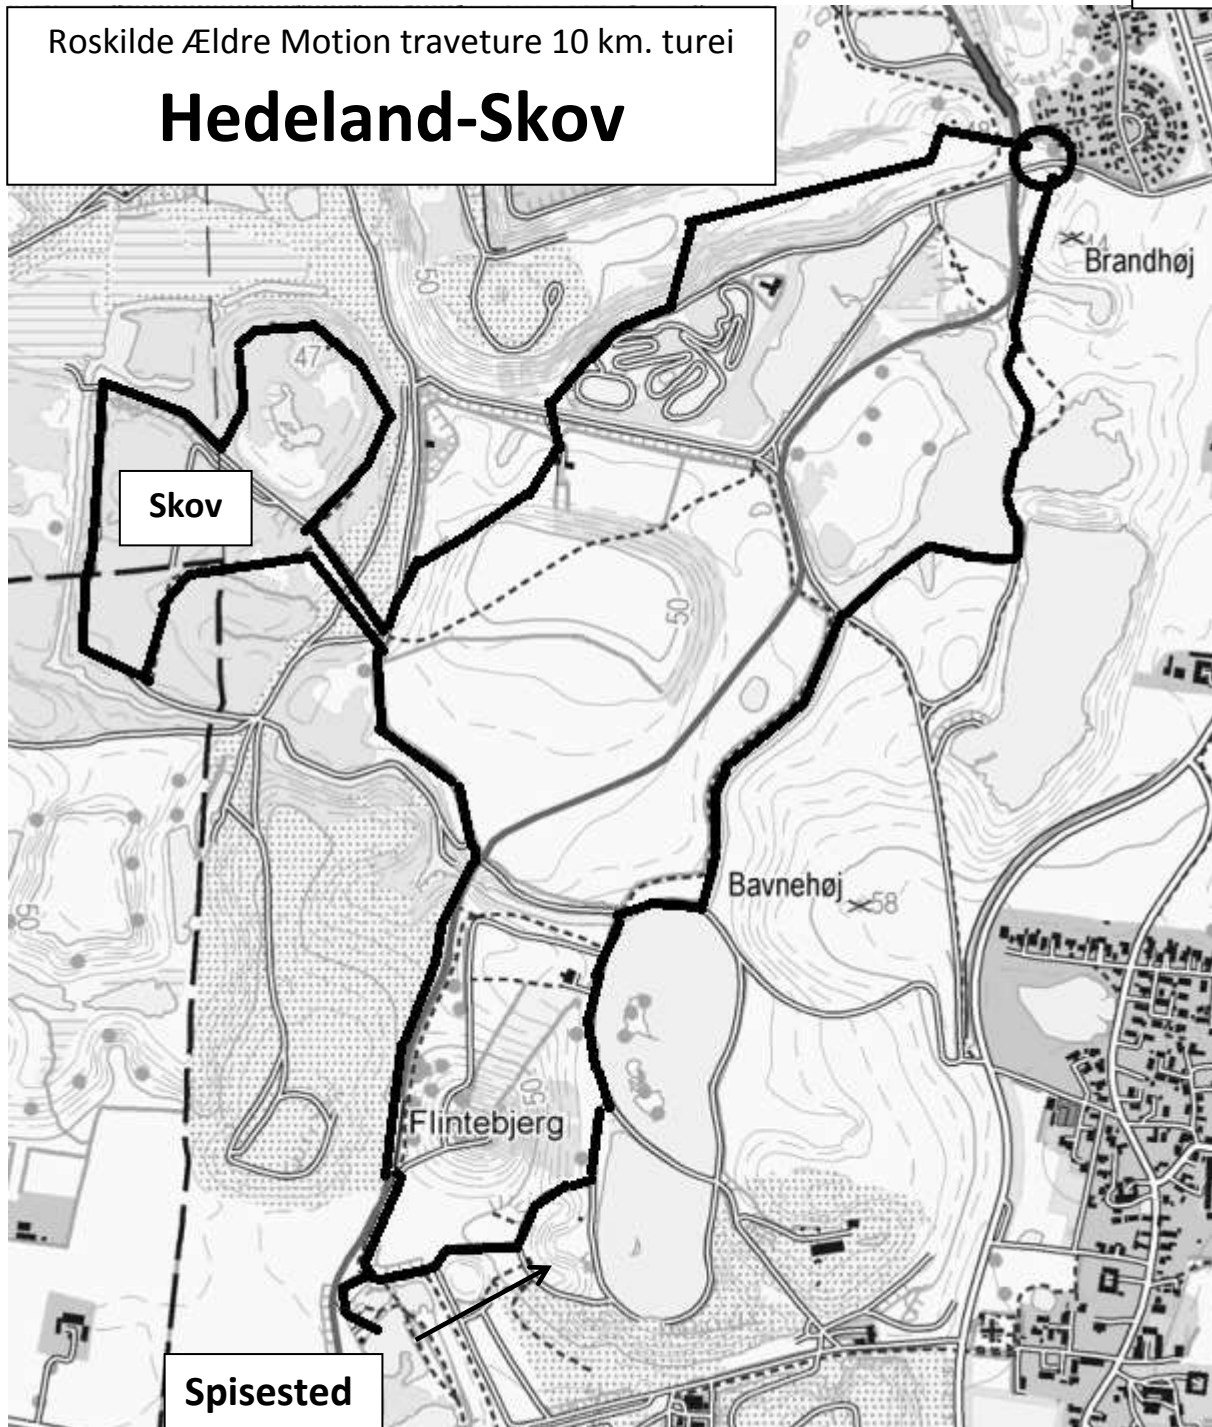 Roskilde Ældre Motion traveture 10 km. turei
Hedeland-Skov
Brandhøj
50
47
Skov
50
Bavnehøj
58
50
50
Flintebjerg
Spisested